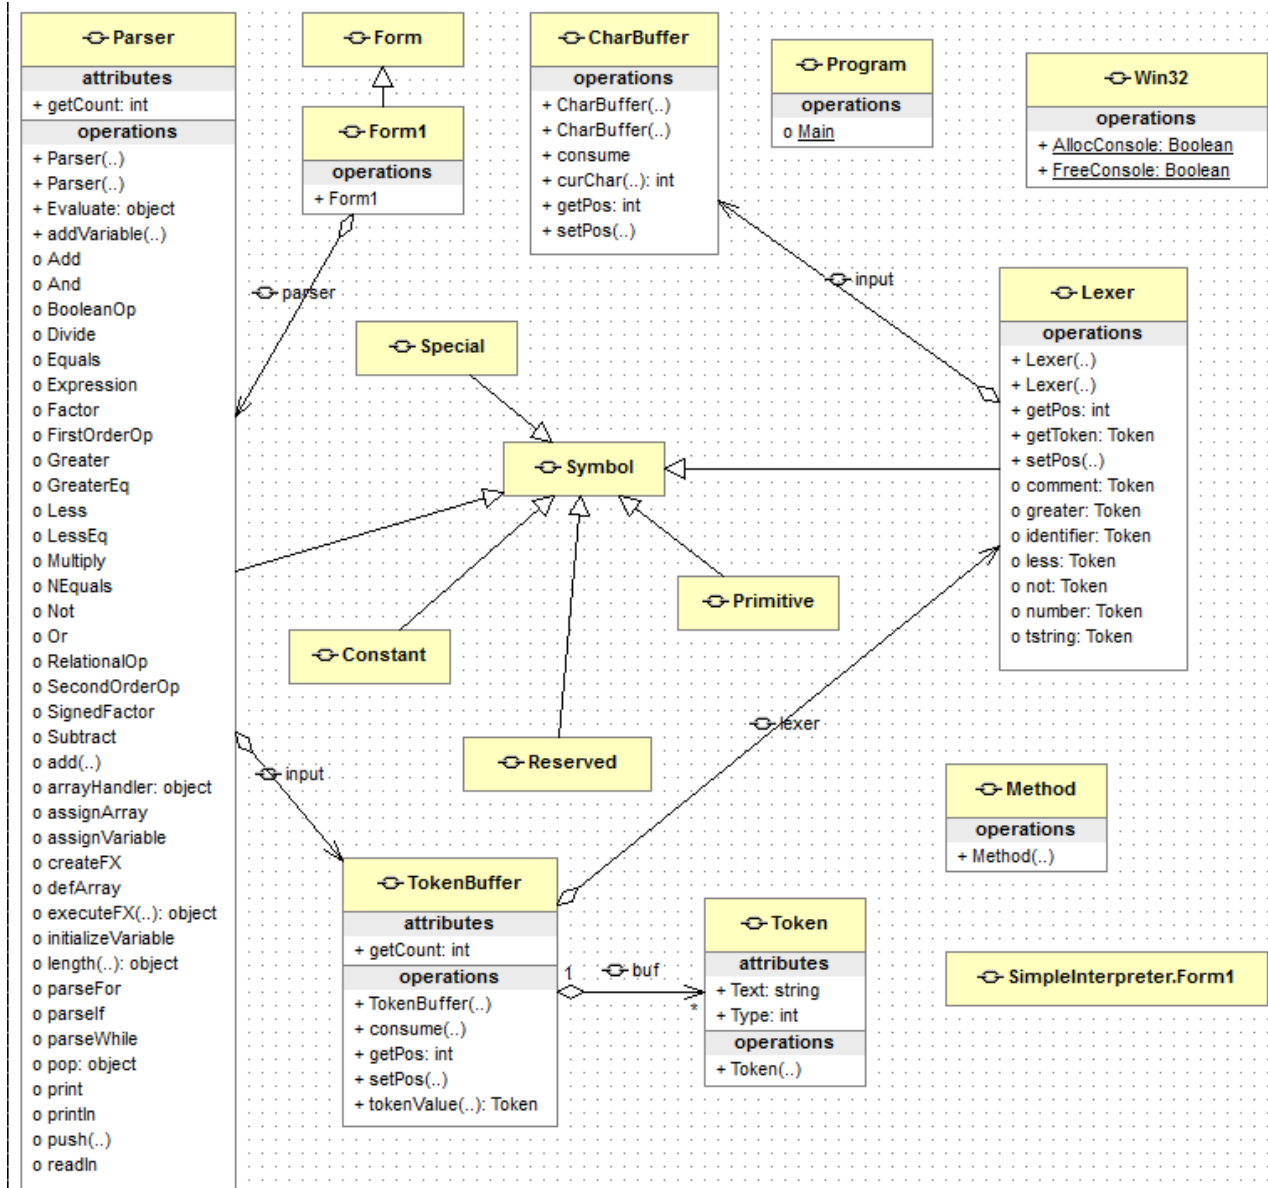 Parser
attributes
+ getCount: int
operations
+ Parser(..)
+ Parser(..)
+ Evaluate: object
+ addVariable(..)
o Add
o And
o BooleanOp
o Divide
o Equals
o Expression
o Factor
o FirstOrderOp
o Greater
o GreaterEq
o Less
o LessEq
o Multiply
o NEquals
o Not
o Or
o RelationalOp
o SecondOrderOp
o SignedFactor
o Subtract
o add(..)
o arrayHandler: object
o assignArray
o assignVariable
o createFX
o defArray
o executeFX(..): object
o initializeVariable
o length(..): object
o parseFor
o parseIf
o parseWhile
o pop: object
o print
o println
o push(..)
o readln
Form
Form1
operations
+ Form1
parser
CharBuffer
operations
+ CharBuffer(..)
+ CharBuffer(..)
+ consume
+ curChar(..): int
+ getPos: int
+ setPos(..)
Program
operations
o Main
Win32
operations
+ AllocConsole: Boolean
+ FreeConsole: Boolean
input
Lexer
operations
+ Lexer(..)
+ Lexer(..)
+ getPos: int
+ getToken: Token
+ setPos(..)
o comment: Token
o greater: Token
o identifier: Token
o less: Token
o not: Token
o number: Token
o tstring: Token
Special
Symbol
Primitive
Constant
Reserved
lexer
input
TokenBuffer
attributes
+ getCount: int
operations
+ TokenBuffer(..)
+ consume(..)
+ getPos: int
+ setPos(..)
+ tokenValue(..): Token
1
buf
*
Token
attributes
+ Text: string
+ Type: int
operations
+ Token(..)
Method
operations
+ Method(..)
SimpleInterpreter.Form1